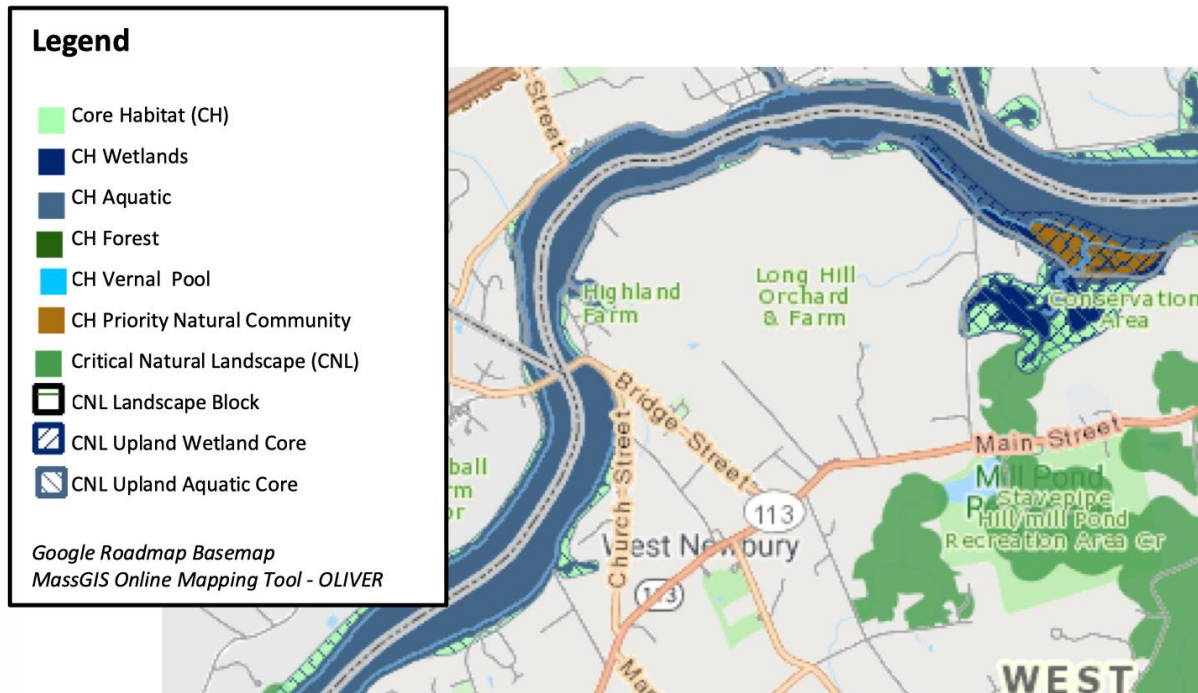 Legend
Core Habitat (CH)
CH Wetlands
CH Aquatic
CH Forest
CH Vernal Pool
CH Priority Natural Community
Critical Natural Landscape (CNL)
CNL Landscape Block
CNL Upland Wetland Core
CNL Upland Aquatic Core
Google Roadmap Basemap
MassGIS Online Mapping Tool - OLIVER
Street
Highland
Farm
Long Hill
Orchard
& Farm
Conservation
Area
Bridge Street
Church Street
Main Street
113
West Newbury
113
Mill Pond
Stavepipe
Hill/mill Pond
Recreation Area Cr
WEST